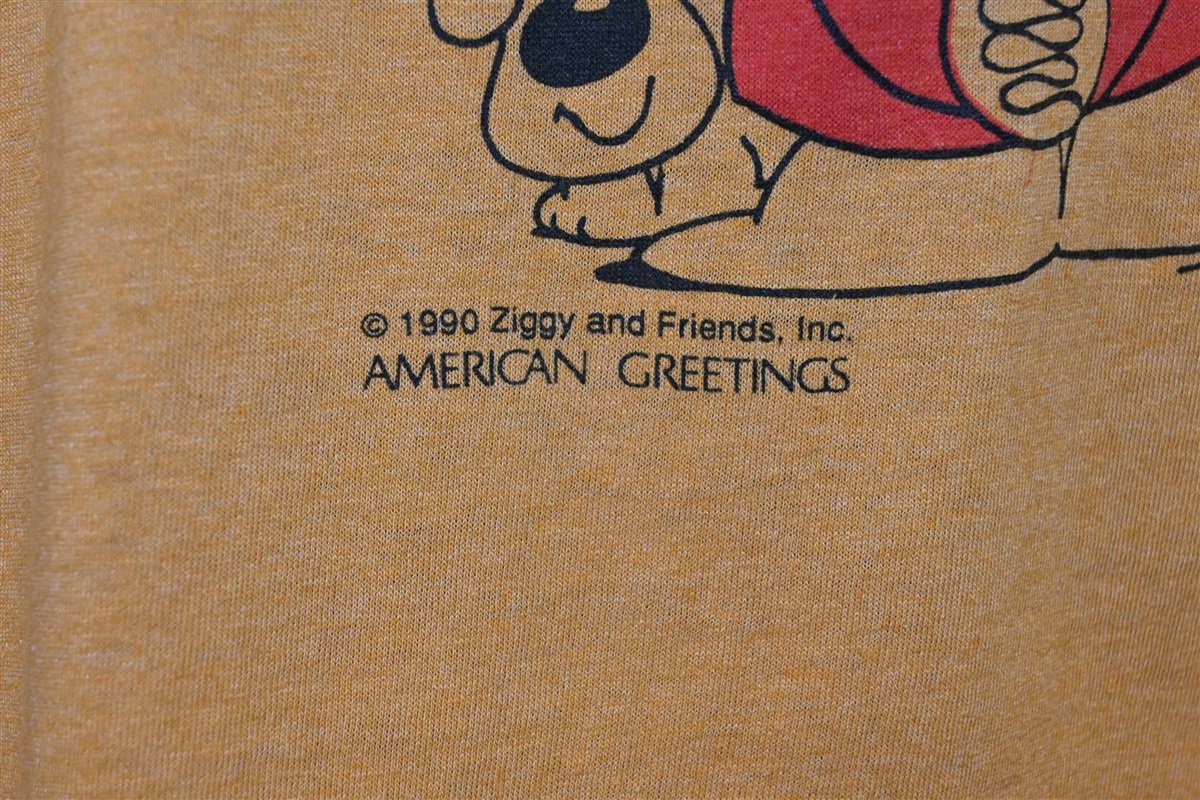 © 1990 Ziggy and Friends, Inc.
AMERICAN GREETINGS